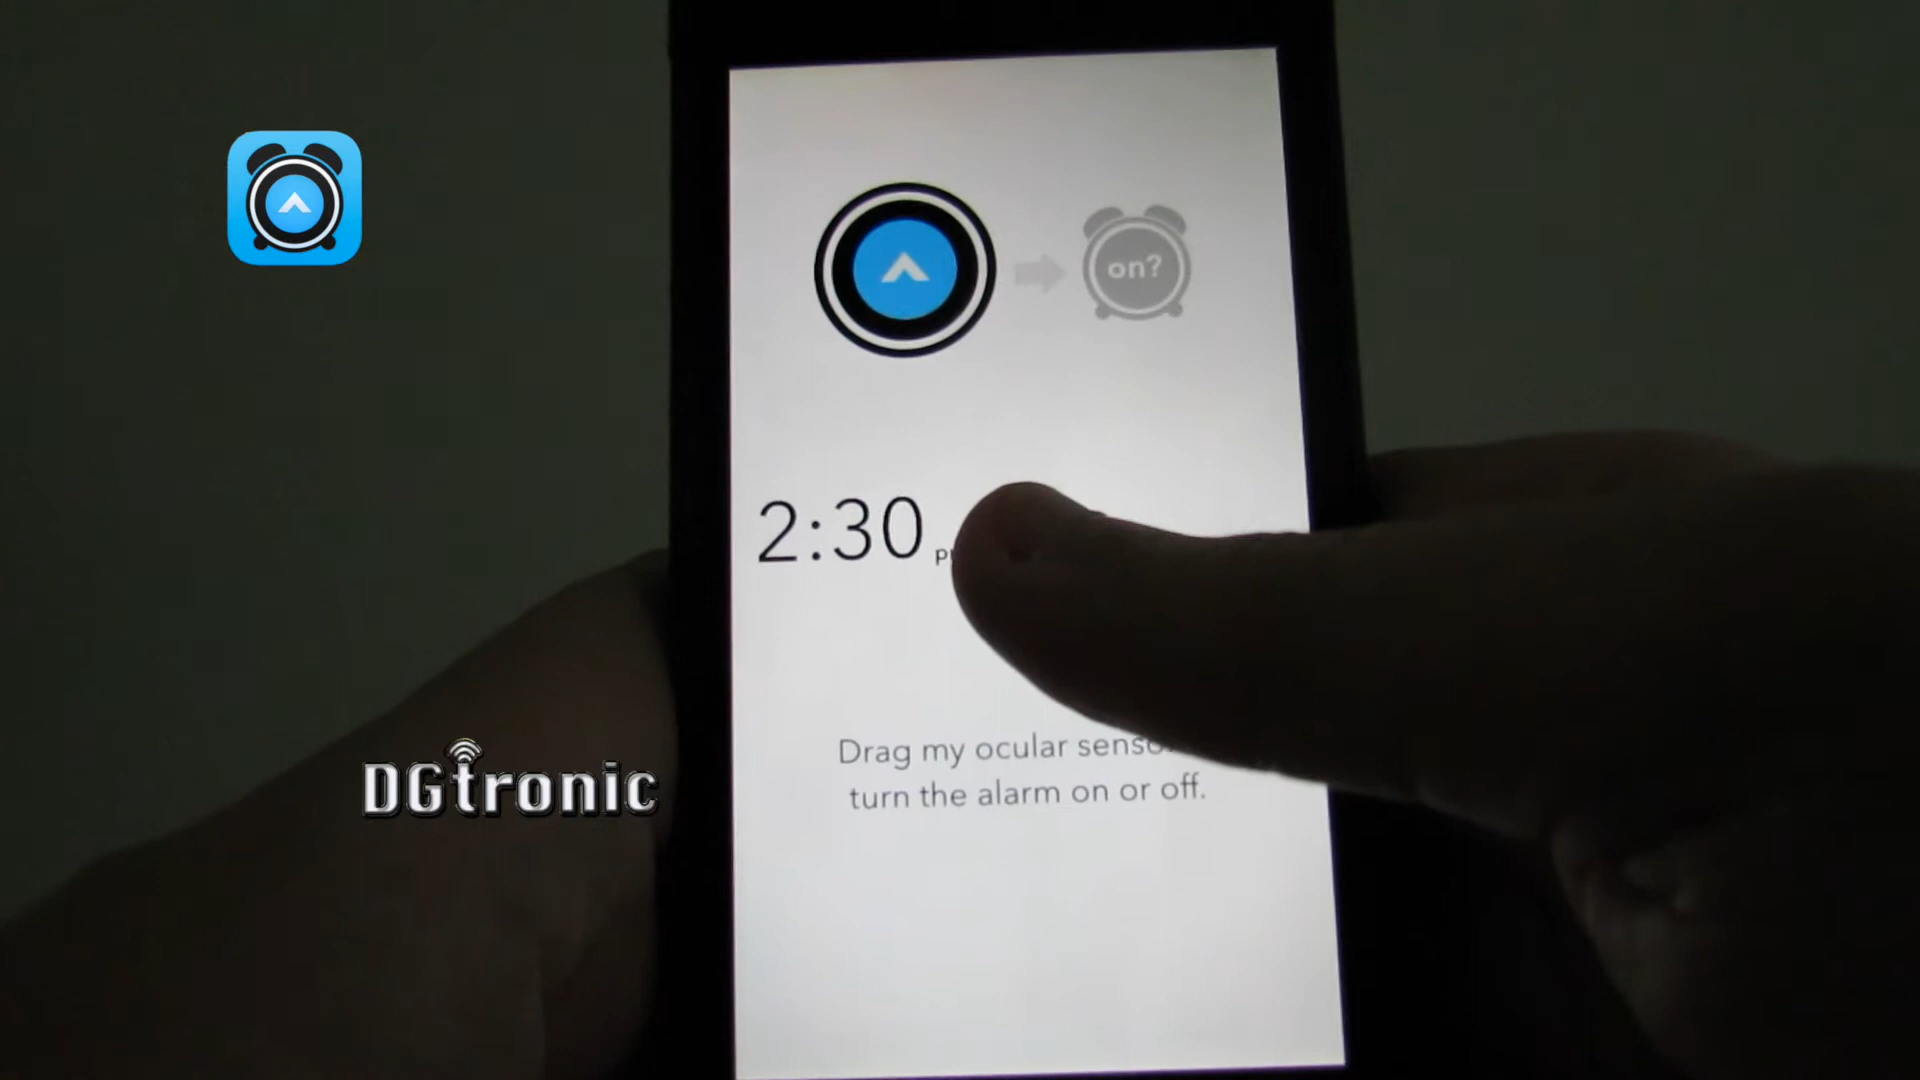 on?
2:30
Drag my ocular
turn the alarm on or off.
DGtronic